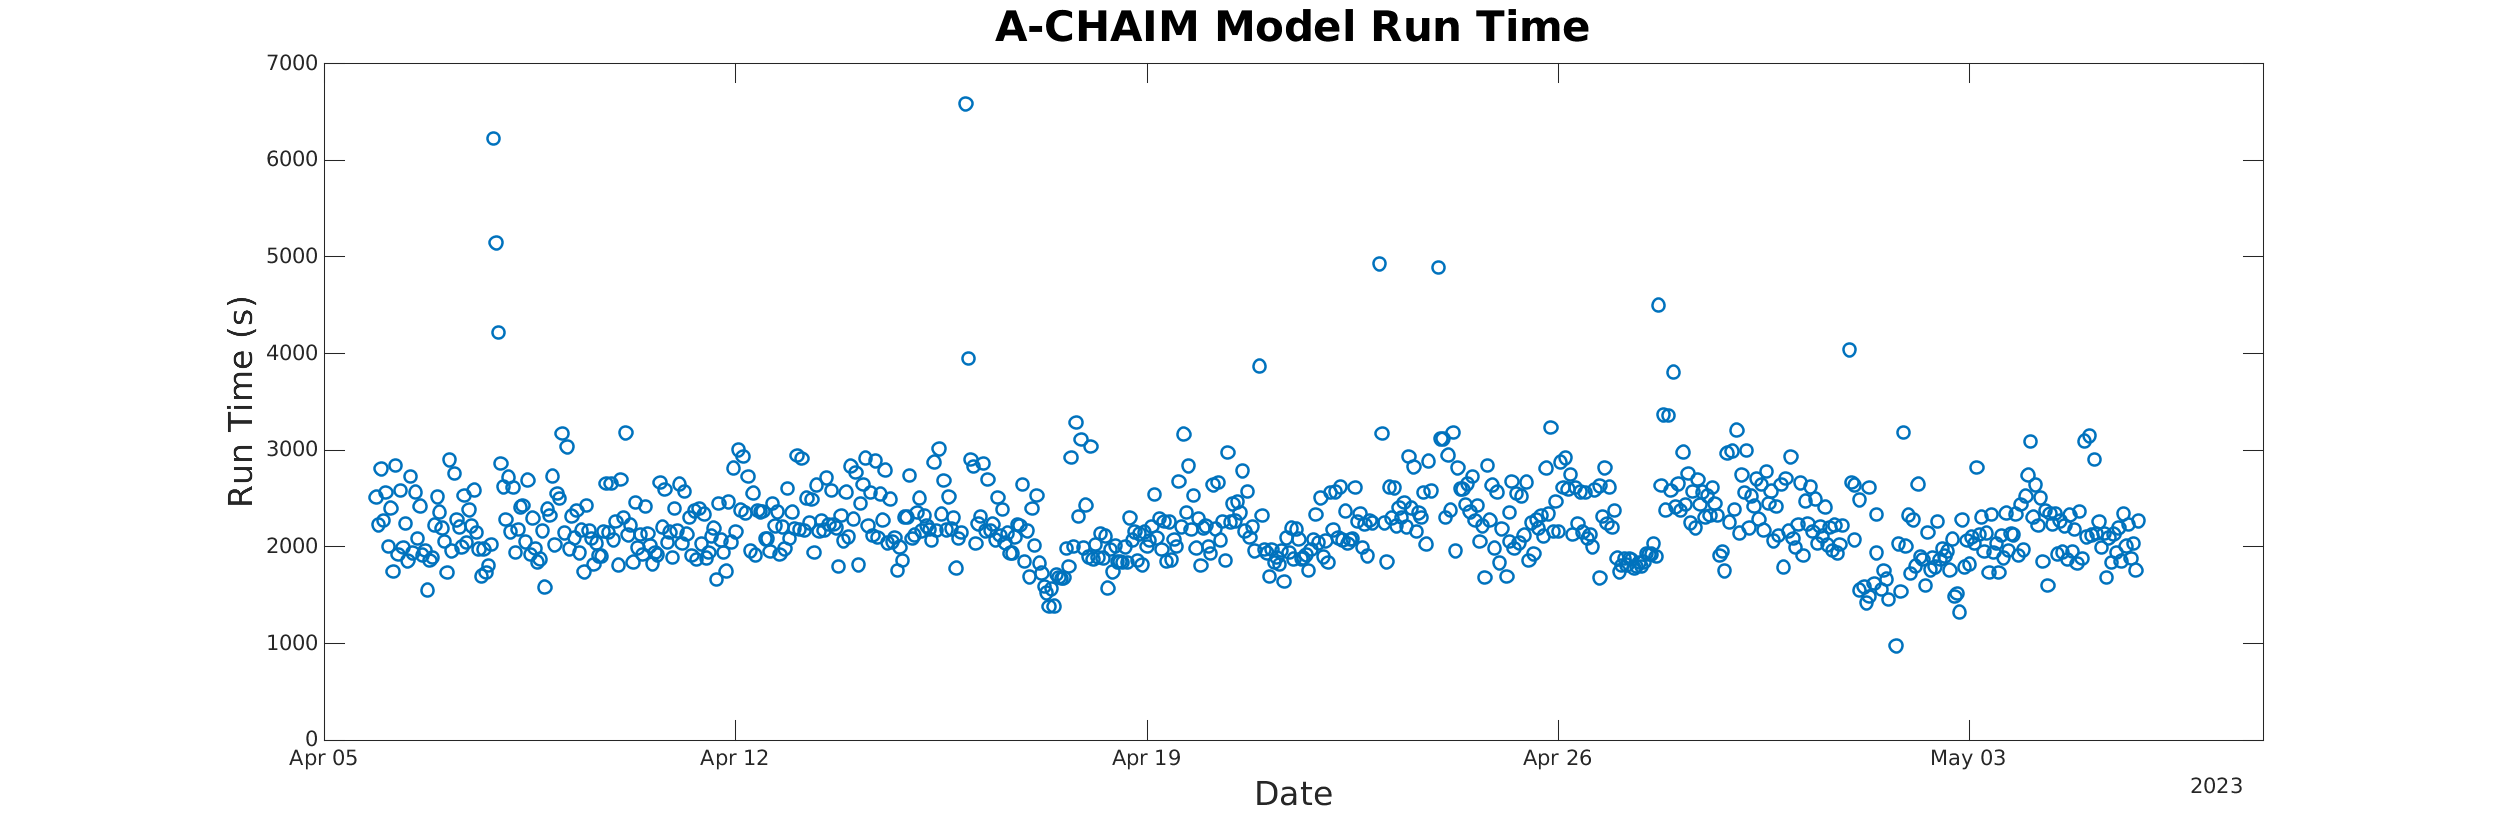 A-CHAIM Model Run Time
7000
6000
5000
4000
3000
2000
1000
0
Run Time (s)
Apr 05 Apr 12 Apr 19 Apr 26 May 03
2023
Date